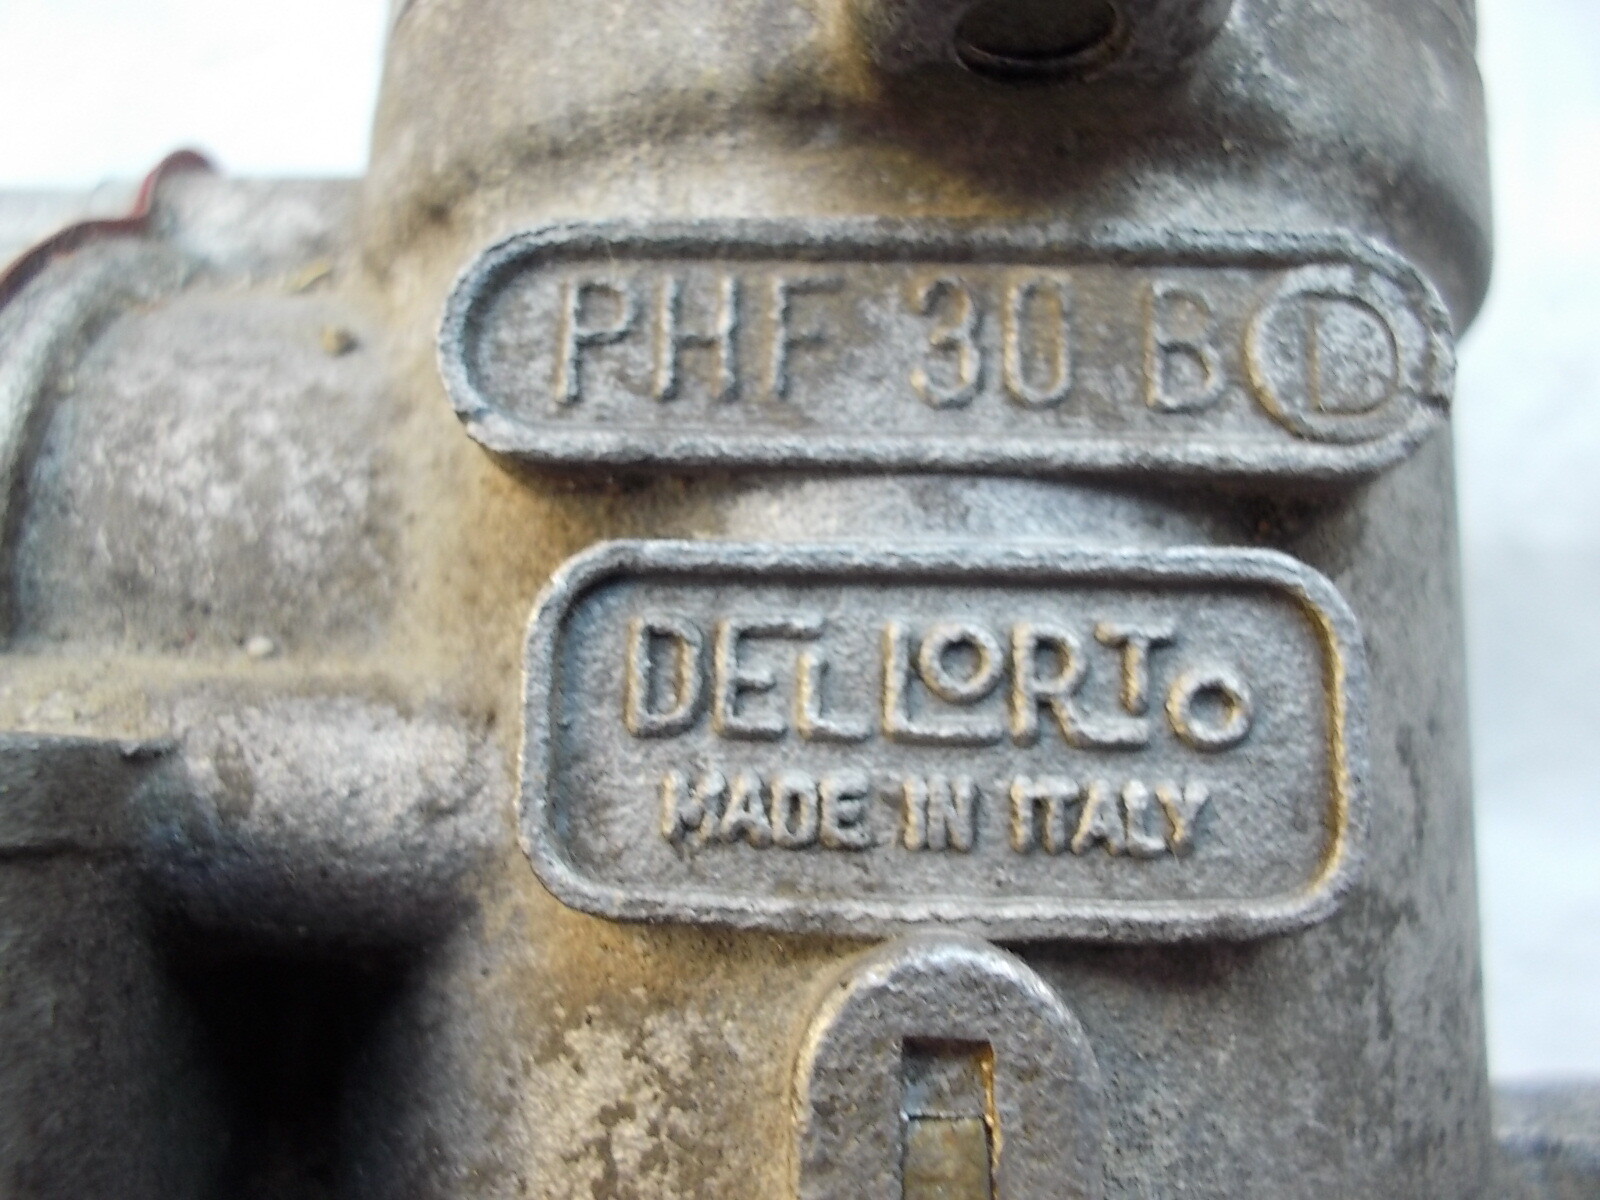 PHF 30 B D
DELLORTO
MADE IN ITALY